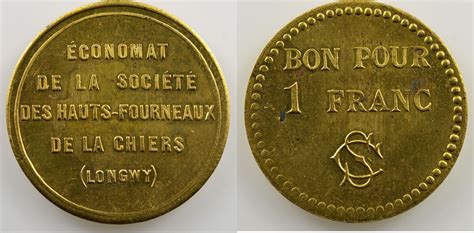 ÉCONOMAT
DE LA SOCIÉTÉ
DES HAUTS-FOURNEAUX
DE LA CHIERS
(LONGWY)
BON POUR
1 FRANC